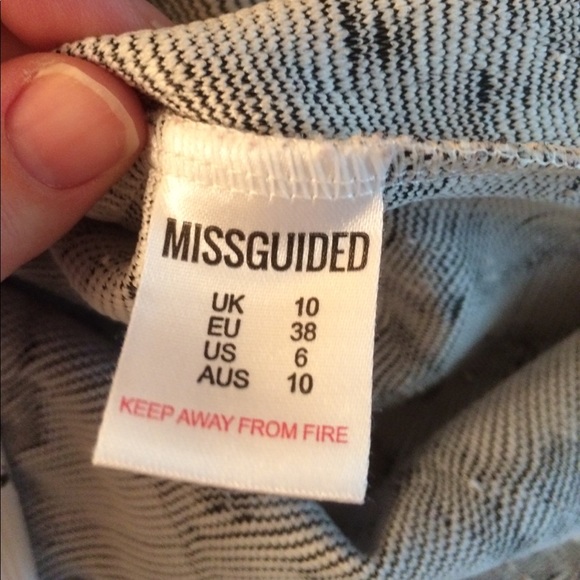 MISSGUIDED
UK 10
EU 38
US 6
AUS 10
KEEP AWAY FROM FIRE